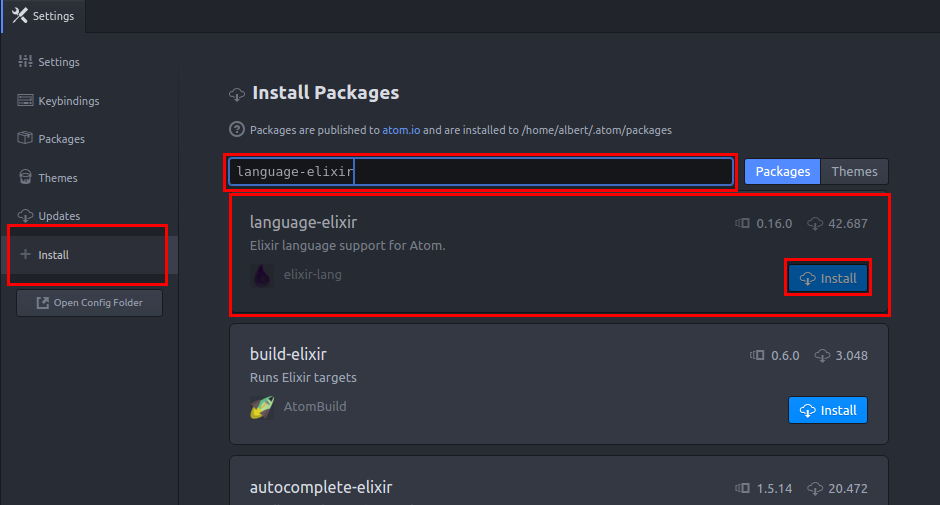 Settings
Settings
Keybindings
Packages
Themes
Updates
Install
Open Config Folder
Install Packages
Packages are published to atom.io and are installed to /home/albert/.atom/packages
language-elixir
Packages Themes
language-elixir 0.16.0 42.687
Elixir language support for Atom.
elixir-lang Install
build-elixir 0.6.0 3.048
Runs Elixir targets
AtomBuild Install
autocomplete-elixir 1.5.14 20.472